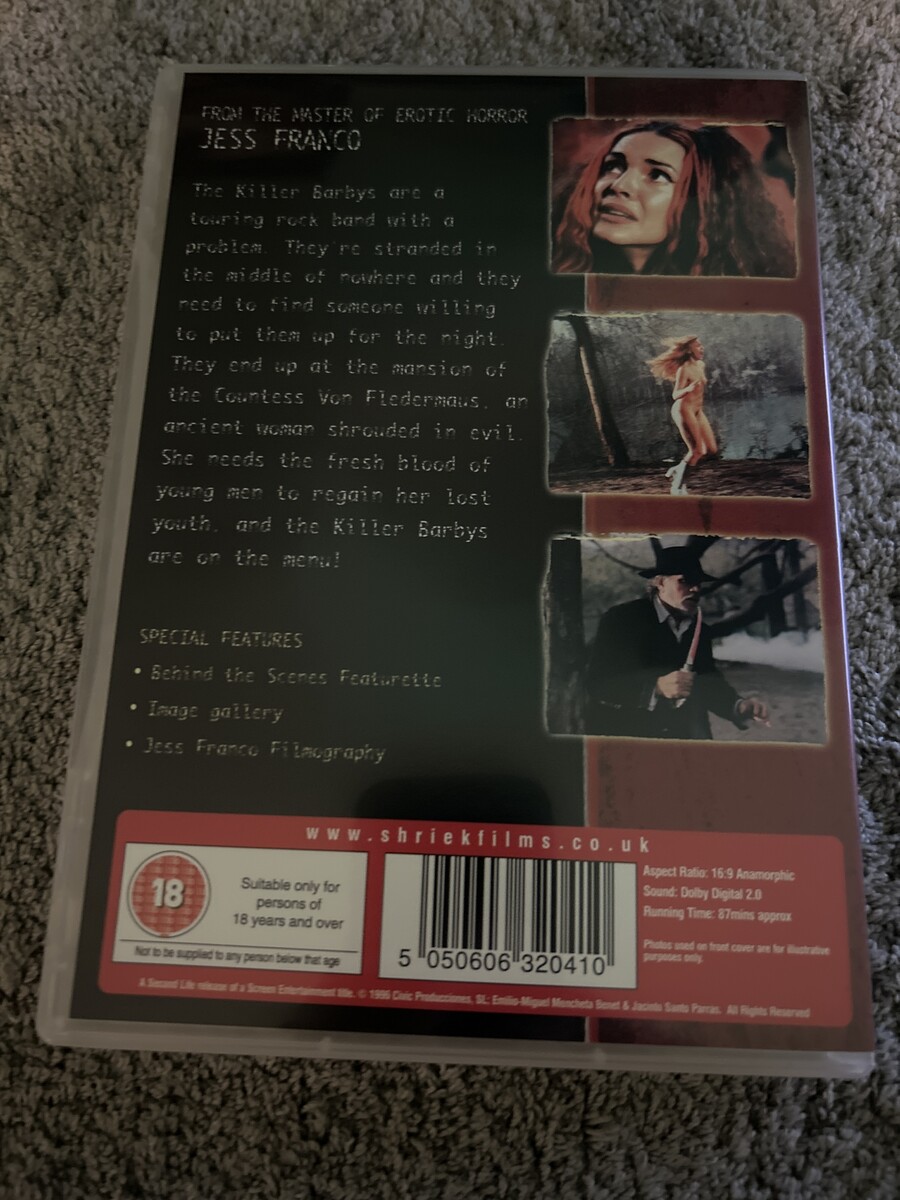 FROM THE MASTER OF EROTIC HORROR
JESS FRANCO
The Killer Barbys are a
touring rock band with a
problem. They're stranded in
the middle of nowhere and they
need to find someone willing
to put them up for the night.
They end up at the mansion of
the Countess Von Fledermaus, an
ancient woman shrouded in evil.
She needs the fresh blood of
young men to regain her lost
youth, and the Killer Barbys
are on the menu!
SPECIAL FEATURES
• Behind the Scenes Featurette
• Image gallery
• Jess Franco Filmography
www.shriekfilms.co.uk
18
Suitable only for
persons of
18 years and over
Not to be supplied to any person below that age
5 050606 320410
Aspect Ratio: 16:9 Anamorphic
Sound: Dolby Digital 2.0
Running Time: 87mins approx
Photos used on front cover are for illustrative
purposes only.
A Second Life release of a Screen Entertainment title. © 1996 Civic Producciones, SL; Emilio-Miguel Mencheta Benet & Jacinto Santo Parras. All Rights Reserved